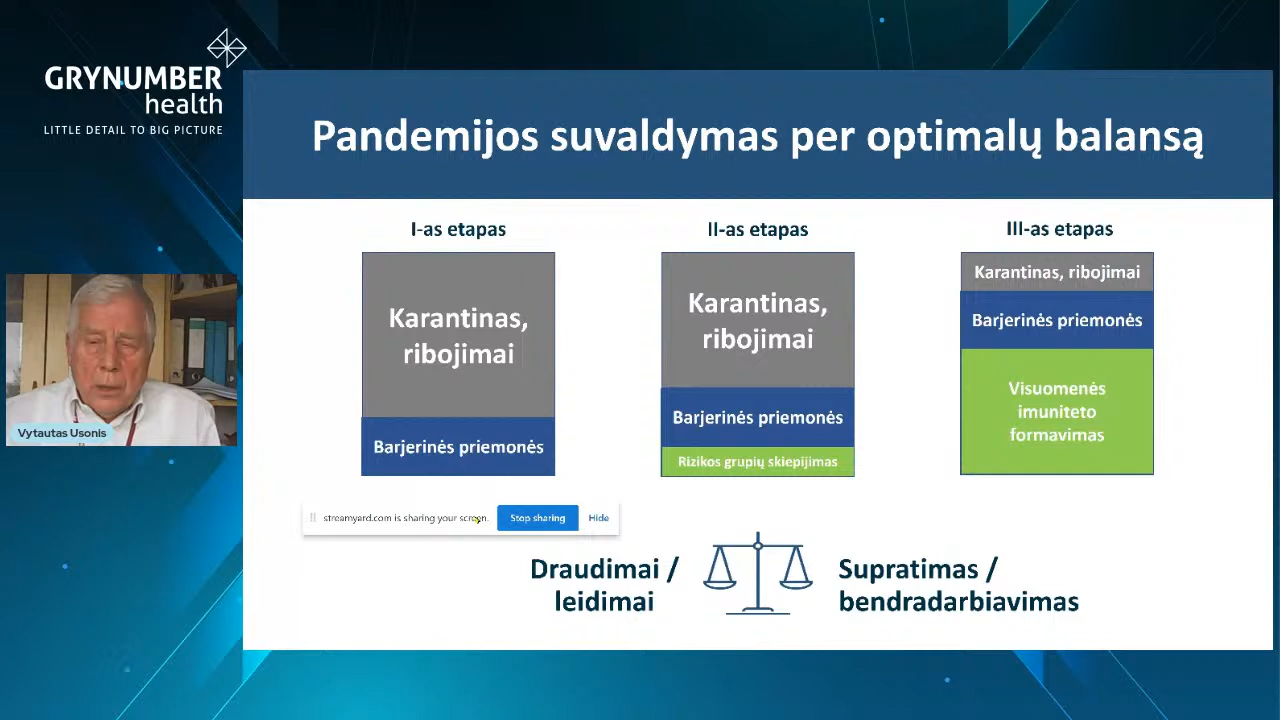 GRYNUMBER
health
LITTLE DETAIL TO BIG PICTURE
Pandemijos suvaldymas per optimalų balansą
I-as etapas
Karantinas,
ribojimai
Barjerinės priemonės
II-as etapas
Karantinas,
ribojimai
Barjerinės priemonės
Rizikos grupių skiepijimas
III-as etapas
Karantinas, ribojimai
Barjerinės priemonės
Visuomenės
imuniteto
formavimas
Vytautas Usonis
streamyard.com is sharing your screen.
Stop sharing
Hide
Draudimai /
leidimai
Supratimas /
bendradarbiavimas